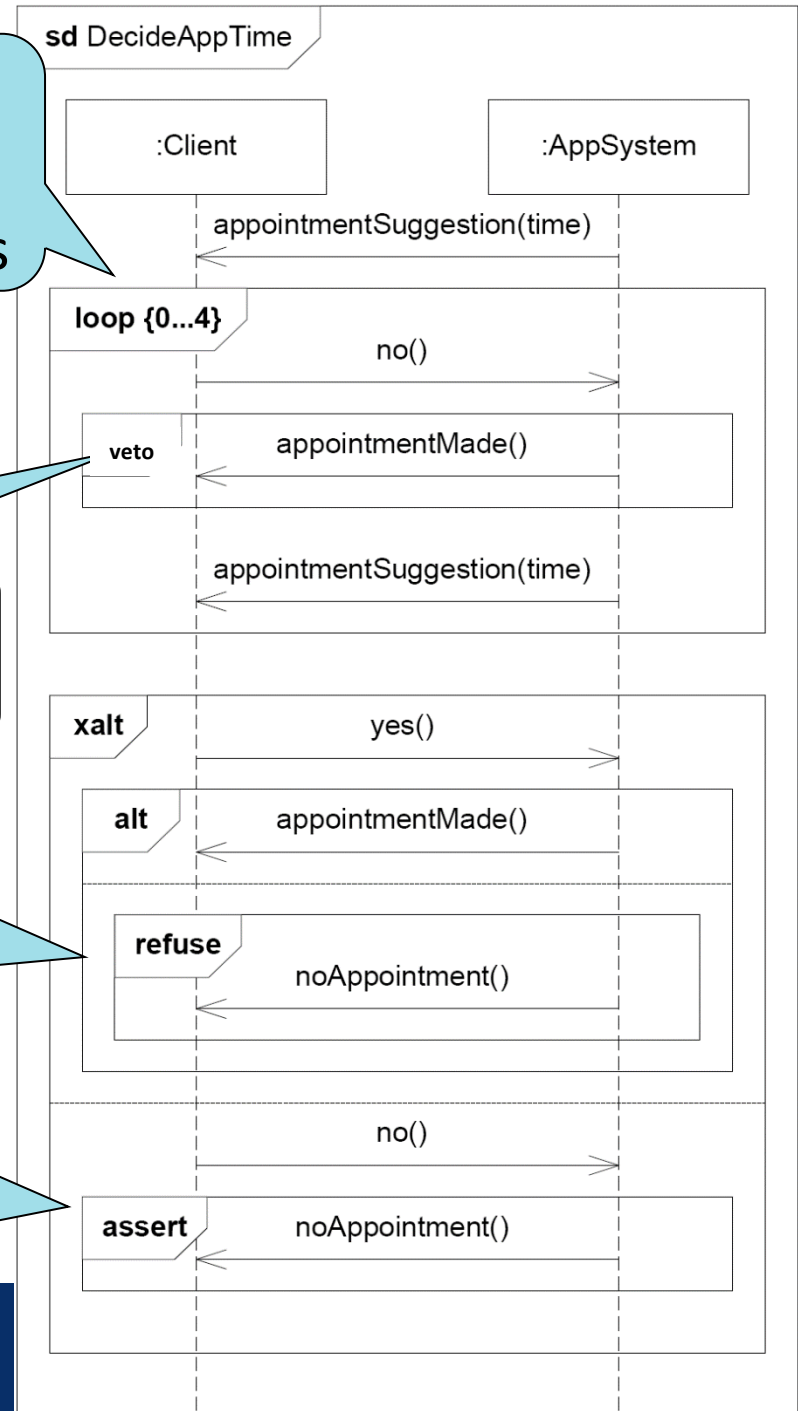 sd DecideAppTime
:Client
:AppSystem
appointmentSuggestion(time)
s
loop {0...4}
no()
veto
appointmentMade()
appointmentSuggestion(time)
xalt
yes()
alt
appointmentMade()
refuse
noAppointment()
no()
assert
noAppointment()